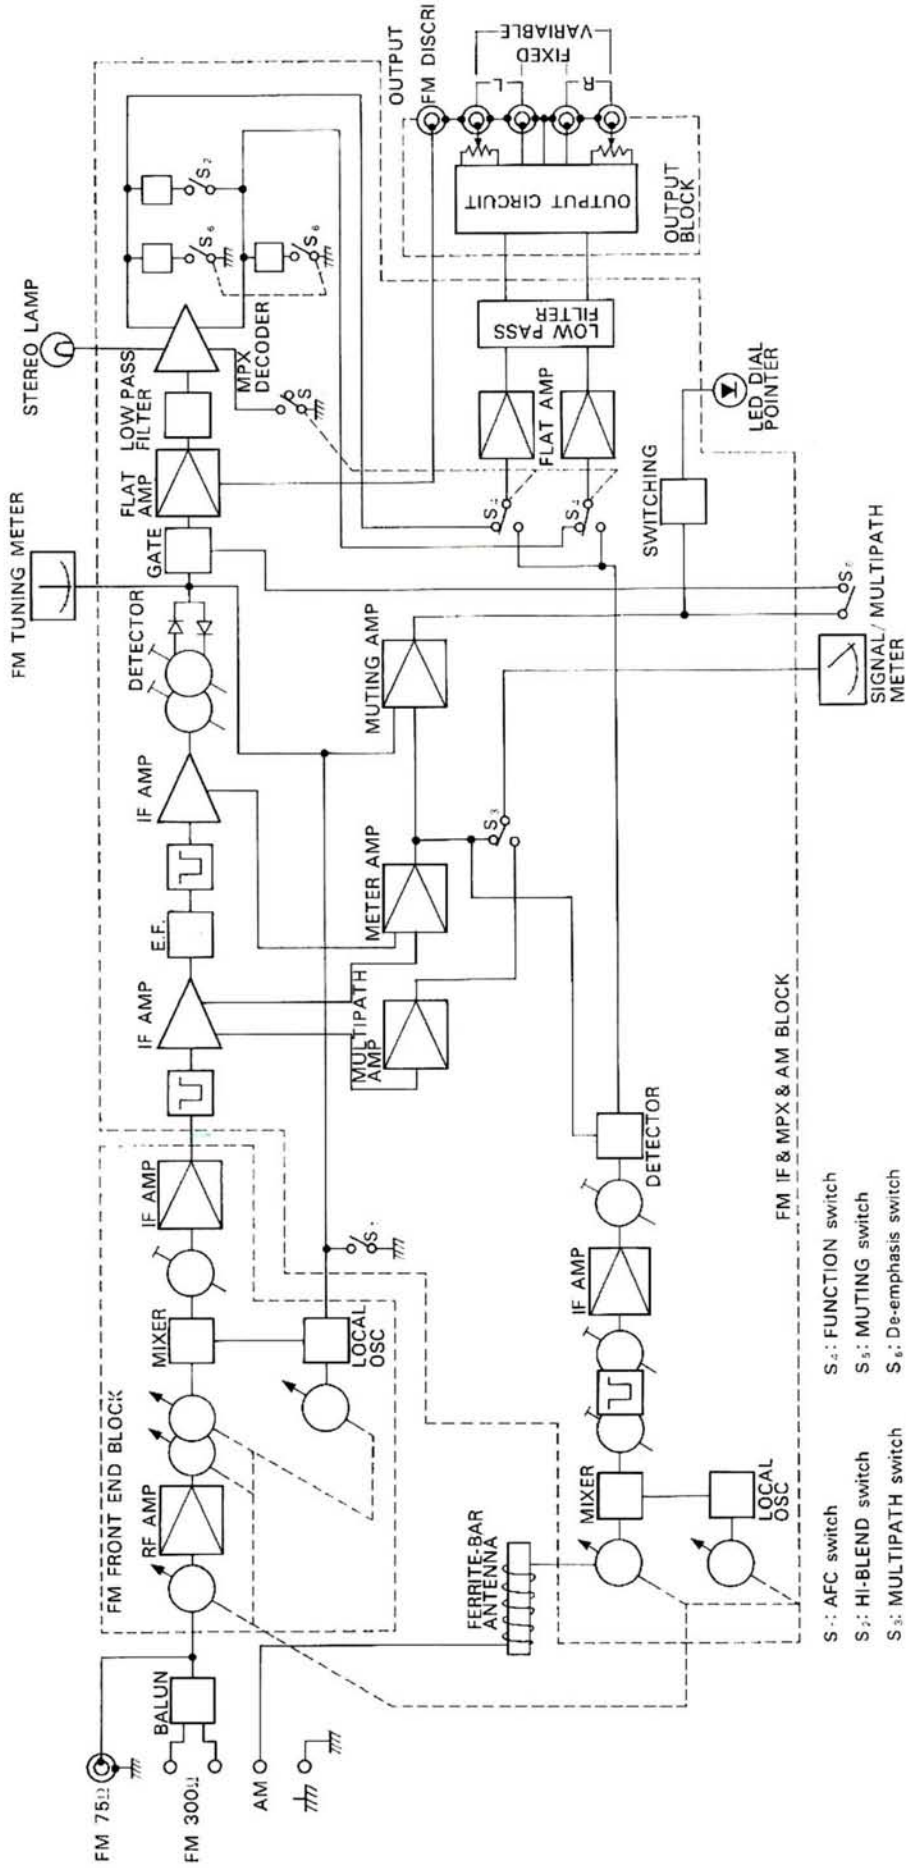 STEREO LAMP
FM TUNING METER
OUTPUT
FM DISCRI
FIXED
VARIABLE
L
R
OUTPUT CIRCUIT
OUTPUT
BLOCK
S₂
S₆
S₆
MPX
DECODER
LOW PASS
FILTER
FLAT
AMP
GATE
DETECTOR
IF AMP
E.F.
IF AMP
IF AMP
MIXER
RF AMP
FM FRONT END BLOCK
LOCAL
OSC
BALUN
FM 75Ω
FM 300Ω
AM
S
LOW PASS
FILTER
FLAT AMP
S₄
S₄
LED DIAL
POINTER
SWITCHING
MUTING AMP
METER AMP
MULTIPATH
AMP
S₃
S₅
SIGNAL/MULTIPATH
METER
S₁
FERRITE-BAR
ANTENNA
MIXER
LOCAL
OSC
IF AMP
DETECTOR
FM IF & MPX & AM BLOCK
S₁: AFC switch
S₂: HI-BLEND switch
S₃: MULTIPATH switch
S₄: FUNCTION switch
S₅: MUTING switch
S₆: De-emphasis switch